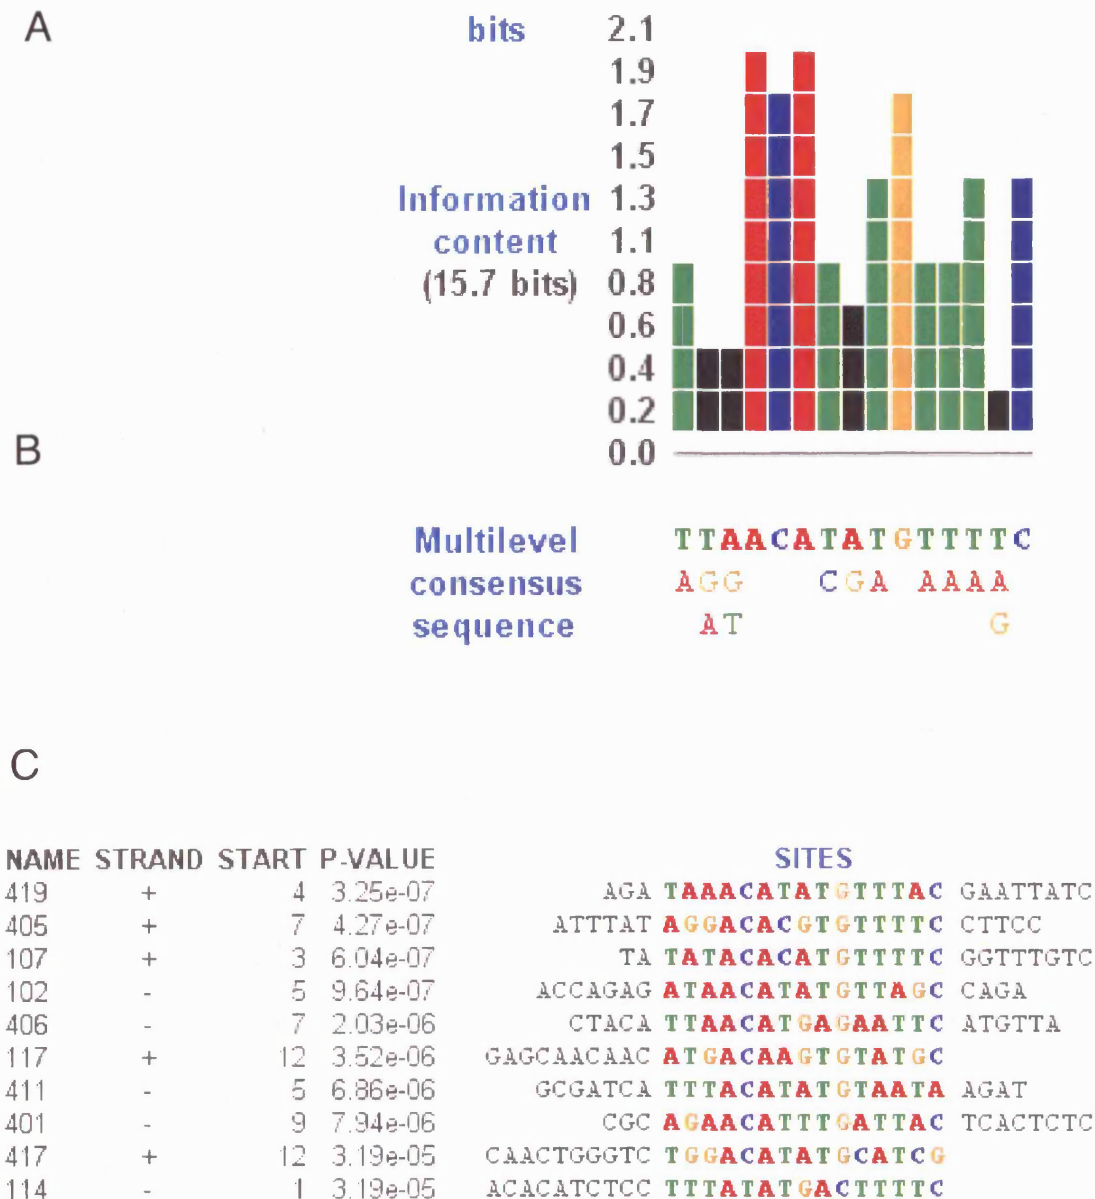 A
bits 2.1
1.9
1.7
1.5
Information 1.3
content 1.1
(15.7 bits) 0.8
0.6
0.4
0.2
B
0.0
Multilevel TTAACATATGTTTTC
consensus AGG CGA AAAA
sequence AT G
C
NAME STRAND START P-VALUE SITES
419 + 4 3.25e-07 AGA TAAACATATGTTTAC GAATTATC
405 + 7 4.27e-07 ATTTAT AGGACACGTGTTTTC CTTCC
107 + 3 6.04e-07 TA TATACACATGTTTTC GGTTTGTC
102 - 5 9.64e-07 ACCAGAG ATAACATATGTTAGC CAGA
406 - 7 2.03e-06 CTACA TTAACATGAGAATTC ATGTTA
117 + 12 3.52e-06 GAGCAACAAC ATGACAAGTGTATGC
411 - 5 6.86e-06 GCGATCA TTTACATATGTAATA AGAT
401 - 9 7.94e-06 CGC AGAACATTTGATTAC TCACTCTC
417 + 12 3.19e-05 CAACTGGGTC TGGACATATGCATCG
114 - 1 3.19e-05 ACACATCTCC TTTATATGACTTTTC